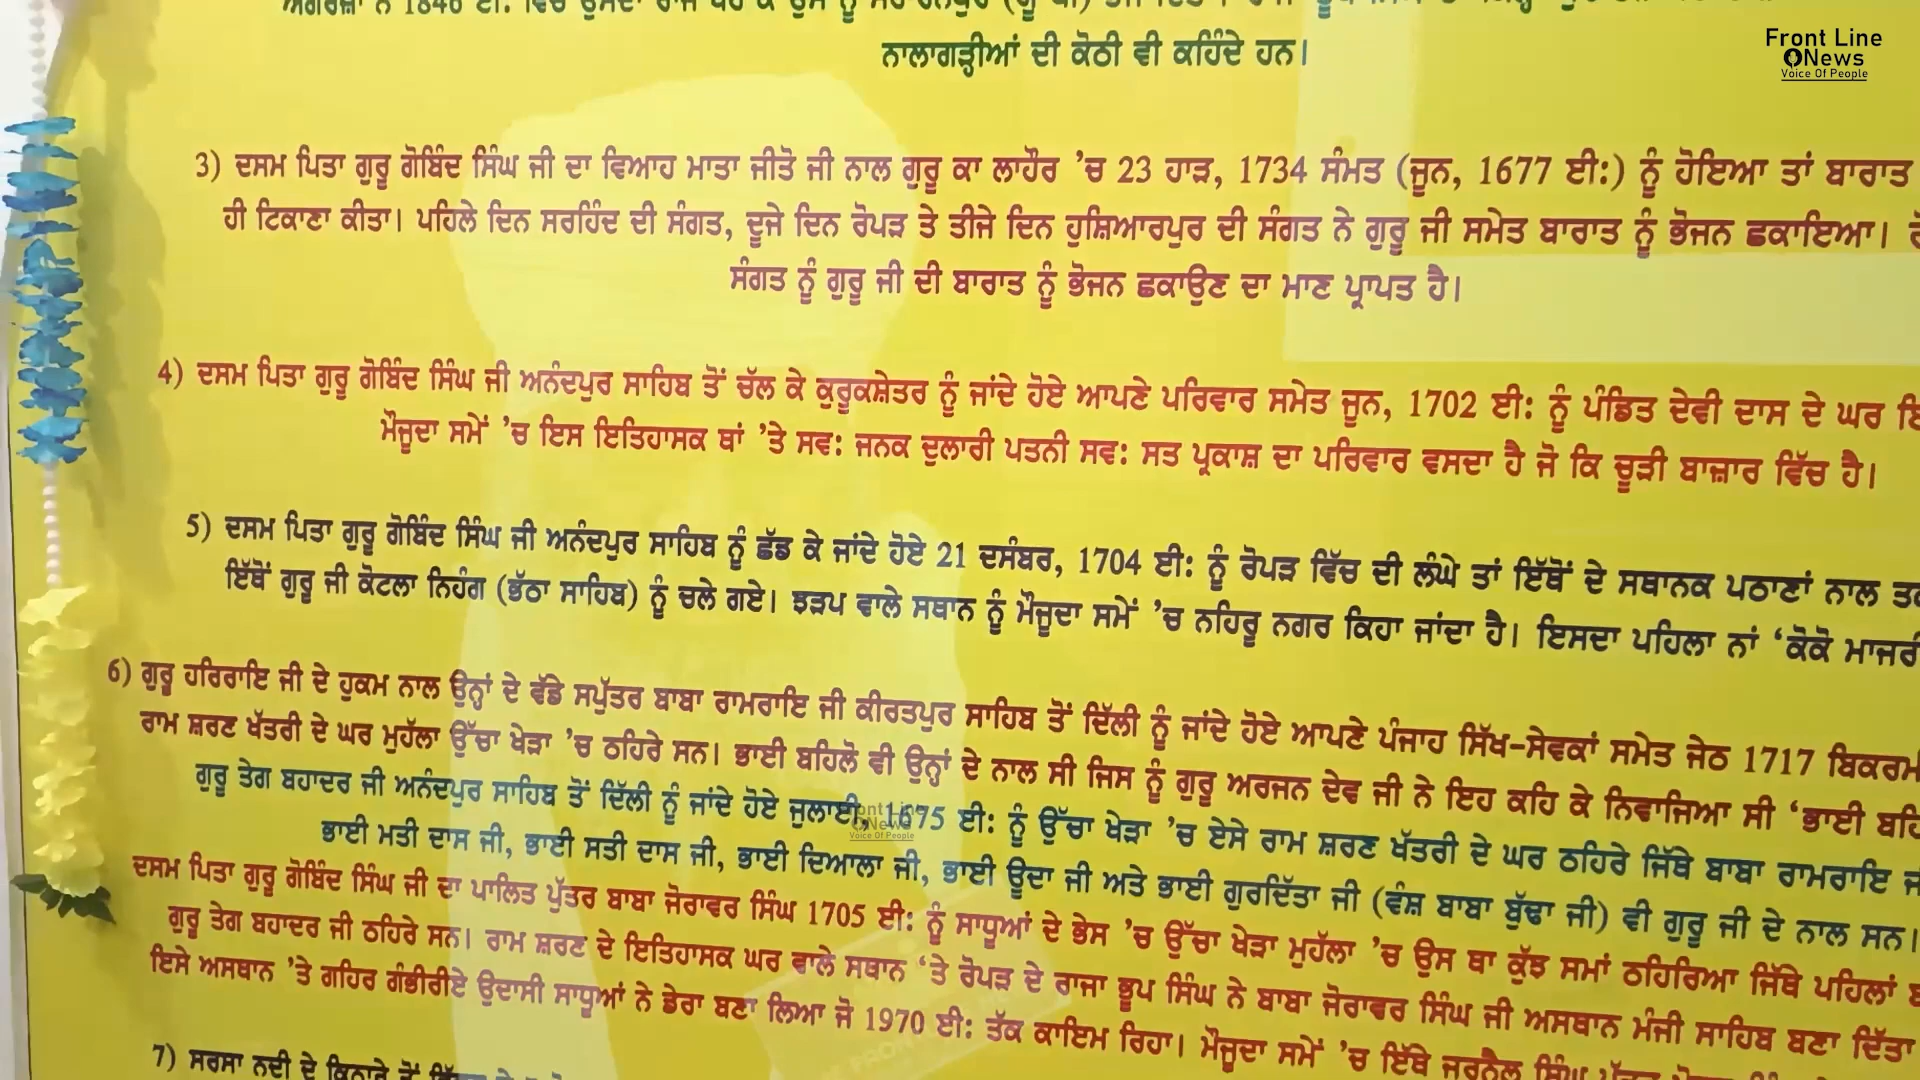 Front Line
News
Voice Of People
ਨਾਲਾਗੜ੍ਹੀਆਂ ਦੀ ਕੋਠੀ ਵੀ ਕਹਿੰਦੇ ਹਨ।
3) ਦਸਮ ਪਿਤਾ ਗੁਰੂ ਗੋਬਿੰਦ ਸਿੰਘ ਜੀ ਦਾ ਵਿਆਹ ਮਾਤਾ ਜੀਤੋ ਜੀ ਨਾਲ ਗੁਰੂ ਕਾ ਲਾਹੌਰ ’ਚ 23 ਹਾੜ, 1734 ਸੰਮਤ (ਜੂਨ, 1677 ਈ:) ਨੂੰ ਹੋਇਆ ਤਾਂ ਬਾਰਾਤ
ਹੀ ਟਿਕਾਣਾ ਕੀਤਾ। ਪਹਿਲੇ ਦਿਨ ਸਰਹਿੰਦ ਦੀ ਸੰਗਤ, ਦੂਜੇ ਦਿਨ ਰੋਪੜ ਤੇ ਤੀਜੇ ਦਿਨ ਹੁਸ਼ਿਆਰਪੁਰ ਦੀ ਸੰਗਤ ਨੇ ਗੁਰੂ ਜੀ ਸਮੇਤ ਬਾਰਾਤ ਨੂੰ ਭੋਜਨ ਛਕਾਇਆ।
ਸੰਗਤ ਨੂੰ ਗੁਰੂ ਜੀ ਦੀ ਬਾਰਾਤ ਨੂੰ ਭੋਜਨ ਛਕਾਉਣ ਦਾ ਮਾਣ ਪ੍ਰਾਪਤ ਹੈ।
4) ਦਸਮ ਪਿਤਾ ਗੁਰੂ ਗੋਬਿੰਦ ਸਿੰਘ ਜੀ ਅਨੰਦਪੁਰ ਸਾਹਿਬ ਤੋਂ ਚੱਲ ਕੇ ਕੁਰੂਕਸ਼ੇਤਰ ਨੂੰ ਜਾਂਦੇ ਹੋਏ ਆਪਣੇ ਪਰਿਵਾਰ ਸਮੇਤ ਜੂਨ, 1702 ਈ: ਨੂੰ ਪੰਡਿਤ ਦੇਵੀ ਦਾਸ ਦੇ ਘਰ
ਮੌਜੂਦਾ ਸਮੇਂ ’ਚ ਇਸ ਇਤਿਹਾਸਕ ਥਾਂ ’ਤੇ ਸਵ: ਜਨਕ ਦੁਲਾਰੀ ਪਤਨੀ ਸਵ: ਸਤ ਪ੍ਰਕਾਸ਼ ਦਾ ਪਰਿਵਾਰ ਵਸਦਾ ਹੈ ਜੋ ਕਿ ਚੂੜੀ ਬਾਜ਼ਾਰ ਵਿੱਚ ਹੈ।
5) ਦਸਮ ਪਿਤਾ ਗੁਰੂ ਗੋਬਿੰਦ ਸਿੰਘ ਜੀ ਅਨੰਦਪੁਰ ਸਾਹਿਬ ਨੂੰ ਛੱਡ ਕੇ ਜਾਂਦੇ ਹੋਏ 21 ਦਸੰਬਰ, 1704 ਈ: ਨੂੰ ਰੋਪੜ ਵਿੱਚ ਦੀ ਲੰਘੇ ਤਾਂ ਇੱਥੋਂ ਦੇ ਸਥਾਨਕ ਪਠਾਣਾਂ ਨਾਲ
ਇੱਥੋਂ ਗੁਰੂ ਜੀ ਕੋਟਲਾ ਨਿਹੰਗ (ਭੱਠਾ ਸਾਹਿਬ) ਨੂੰ ਚਲੇ ਗਏ। ਝੜਪ ਵਾਲੇ ਸਥਾਨ ਨੂੰ ਮੌਜੂਦਾ ਸਮੇਂ ’ਚ ਨਹਿਰੂ ਨਗਰ ਕਿਹਾ ਜਾਂਦਾ ਹੈ। ਇਸਦਾ ਪਹਿਲਾ ਨਾਂ ‘ਕੋਕੋ ਮਾਜਰੀ
6) ਗੁਰੂ ਹਰਿਰਾਇ ਜੀ ਦੇ ਹੁਕਮ ਨਾਲ ਉਨ੍ਹਾਂ ਦੇ ਵੱਡੇ ਸਪੁੱਤਰ ਬਾਬਾ ਰਾਮਰਾਇ ਜੀ ਕੀਰਤਪੁਰ ਸਾਹਿਬ ਤੋਂ ਦਿੱਲੀ ਨੂੰ ਜਾਂਦੇ ਹੋਏ ਆਪਣੇ ਪੰਜਾਹ ਸਿੱਖ-ਸੇਵਕਾਂ ਸਮੇਤ ਜੇਠ 1717
ਰਾਮ ਸ਼ਰਣ ਖੱਤਰੀ ਦੇ ਘਰ ਮੁਹੱਲਾ ਉੱਚਾ ਖੇੜਾ ’ਚ ਠਹਿਰੇ ਸਨ। ਭਾਈ ਬਹਿਲੋ ਵੀ ਉਨ੍ਹਾਂ ਦੇ ਨਾਲ ਸੀ ਜਿਸ ਨੂੰ ਗੁਰੂ ਅਰਜਨ ਦੇਵ ਜੀ ਨੇ ਇਹ ਕਹਿ ਕੇ ਨਿਵਾਜਿਆ ਸੀ ‘ਭਾਈ
ਗੁਰੂ ਤੇਗ ਬਹਾਦਰ ਜੀ ਅਨੰਦਪੁਰ ਸਾਹਿਬ ਤੋਂ ਦਿੱਲੀ ਨੂੰ ਜਾਂਦੇ ਹੋਏ ਜੁਲਾਈ, 1675 ਈ: ਨੂੰ ਉੱਚਾ ਖੇੜਾ ’ਚ ਏਸੇ ਰਾਮ ਸ਼ਰਣ ਖੱਤਰੀ ਦੇ ਘਰ ਠਹਿਰੇ ਜਿੱਥੇ ਬਾਬਾ ਰਾਮਰਾਇ
ਭਾਈ ਮਤੀ ਦਾਸ ਜੀ, ਭਾਈ ਸਤੀ ਦਾਸ ਜੀ, ਭਾਈ ਦਿਆਲਾ ਜੀ, ਭਾਈ ਊਦਾ ਜੀ ਅਤੇ ਭਾਈ ਗੁਰਦਿੱਤਾ ਜੀ (ਵੰਸ਼ ਬਾਬਾ ਬੁੱਢਾ ਜੀ) ਵੀ ਗੁਰੂ ਜੀ ਦੇ ਨਾਲ ਸਨ।
ਦਸਮ ਪਿਤਾ ਗੁਰੂ ਗੋਬਿੰਦ ਸਿੰਘ ਜੀ ਦਾ ਪਾਲਿਤ ਪੁੱਤਰ ਬਾਬਾ ਜੋਰਾਵਰ ਸਿੰਘ 1705 ਈ: ਨੂੰ ਸਾਧੂਆਂ ਦੇ ਭੇਸ ’ਚ ਉੱਚਾ ਖੇੜਾ ਮੁਹੱਲਾ ’ਚ ਉਸ ਥਾ ਕੁੱਝ ਸਮਾਂ ਠਹਿਰਿਆ ਜਿੱਥੇ ਪਹਿਲਾਂ
ਗੁਰੂ ਤੇਗ ਬਹਾਦਰ ਜੀ ਠਹਿਰੇ ਸਨ। ਰਾਮ ਸ਼ਰਣ ਦੇ ਇਤਿਹਾਸਕ ਘਰ ਵਾਲੇ ਸਥਾਨ ‘ਤੇ ਰੋਪੜ ਦੇ ਰਾਜਾ ਭੂਪ ਸਿੰਘ ਨੇ ਬਾਬਾ ਜੋਰਾਵਰ ਸਿੰਘ ਜੀ ਅਸਥਾਨ ਮੰਜੀ ਸਾਹਿਬ ਬਣਾ ਦਿੱਤਾ
ਇਸੇ ਅਸਥਾਨ ’ਤੇ ਗਹਿਰ ਗੰਭੀਰੀਏ ਉਦਾਸੀ ਸਾਧੂਆਂ ਨੇ ਡੇਰਾ ਬਣਾ ਲਿਆ ਜੋ 1970 ਈ: ਤੱਕ ਕਾਇਮ ਰਿਹਾ। ਮੌਜੂਦਾ ਸਮੇਂ ’ਚ ਇੱਥੇ ਜਰਨੈਲ ਸਿੰਘ
7) ਸਰਸਾ ਨਦੀ ਦੇ ਕਿਨਾਰੇ ਤੋਂ